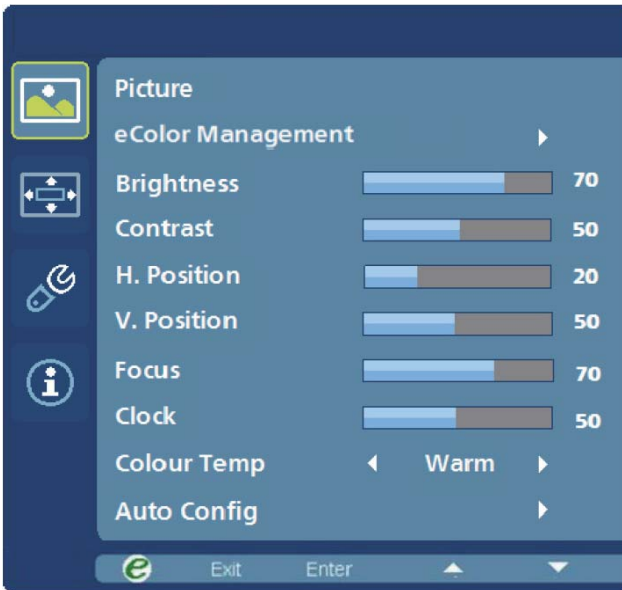 Picture
eColor Management
Brightness 70
Contrast 50
H. Position 20
V. Position 50
Focus 70
Clock 50
Colour Temp Warm
Auto Config
e Exit Enter